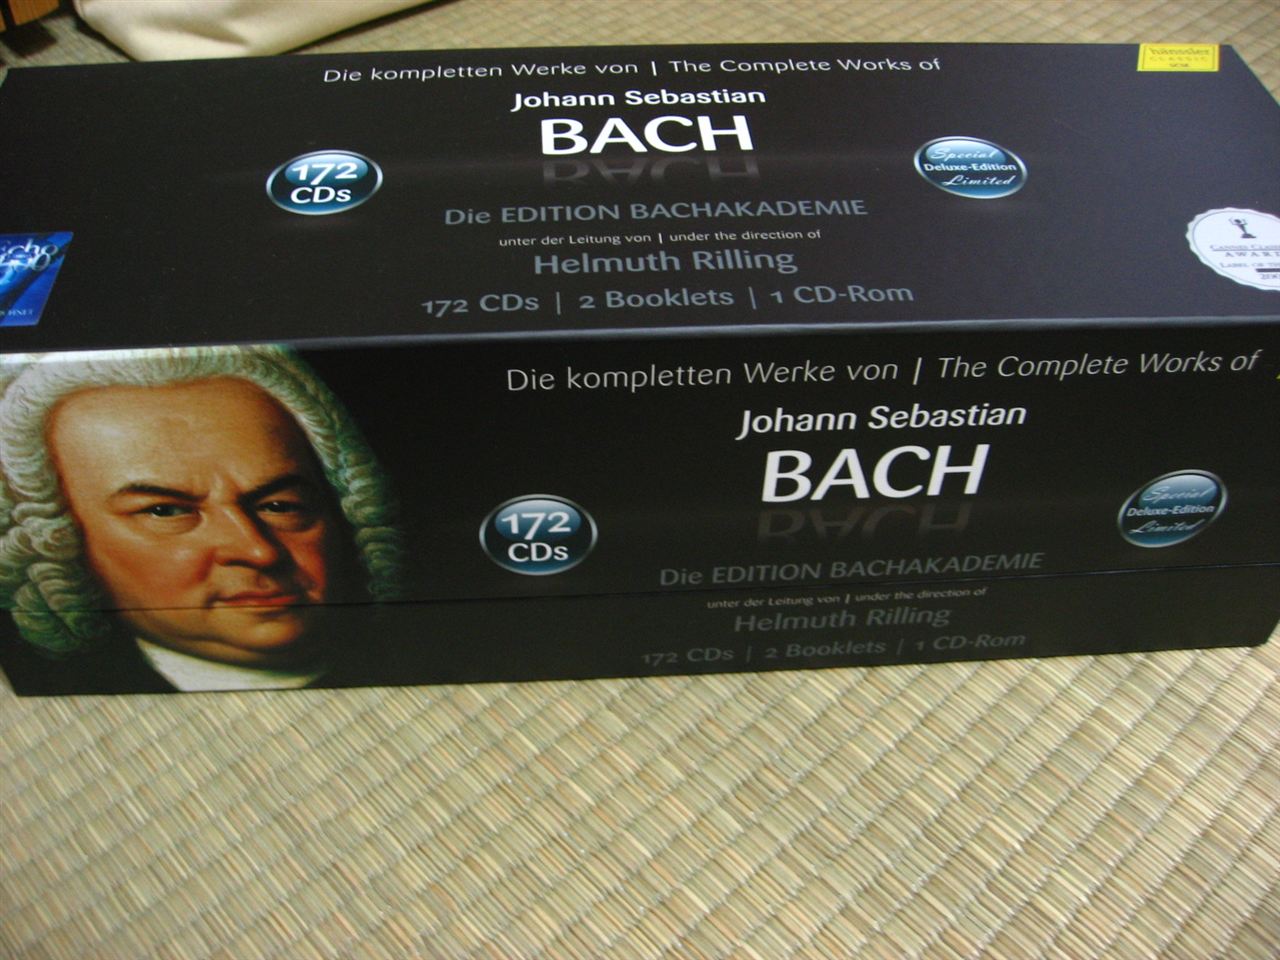 Die kompletten Werke von | The Complete Works of
hänssler
CLASSIC
Johann Sebastian
BACH
172
CDs
Special
Deluxe-Edition
Limited
Die EDITION BACHAKADEMIE
unter der Leitung von | under the direction of
Helmuth Rilling
172 CDs | 2 Booklets | 1 CD-Rom
AWARD
Die kompletten Werke von | The Complete Works of
Johann Sebastian
BACH
172
CDs
Special
Deluxe-Edition
Limited
Die EDITION BACHAKADEMIE
unter der Leitung von | under the direction of
Helmuth Rilling
172 CDs | 2 Booklets | 1 CD-Rom